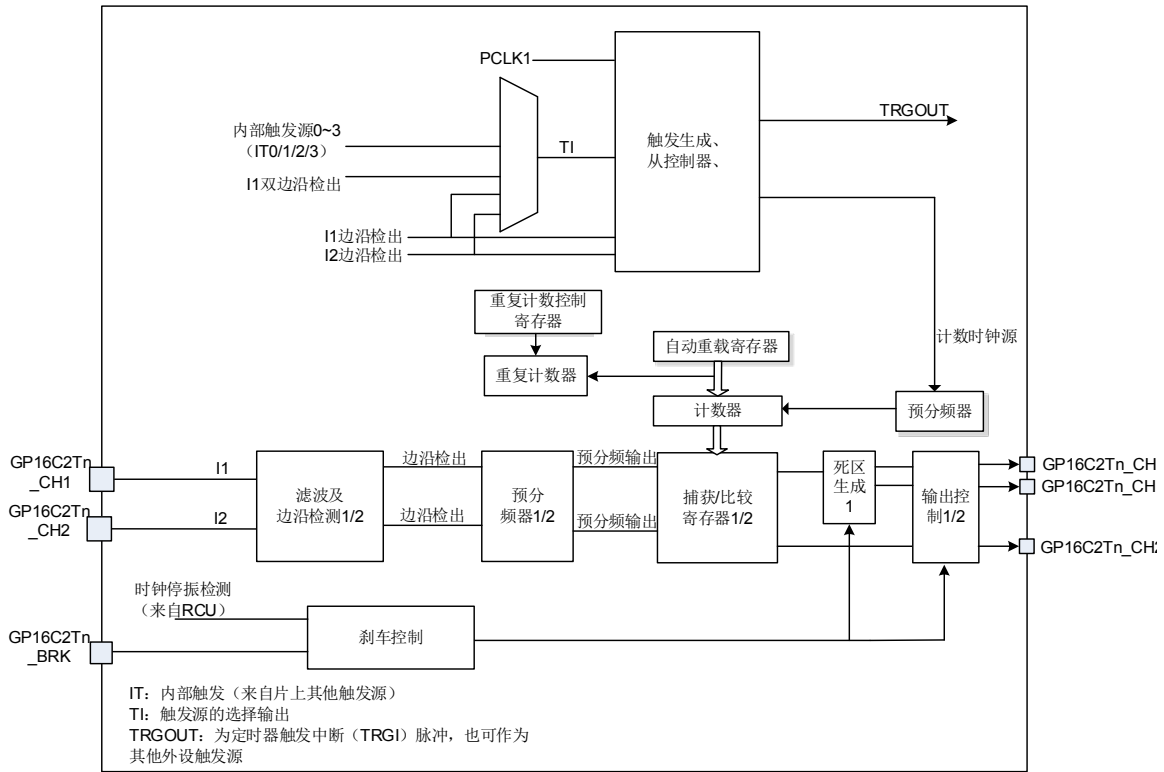 PCLK1
内部触发源0~3
（IT0/1/2/3）
I1双边沿检出
I1边沿检出
I2边沿检出
TI
触发生成、
从控制器、
TRGOUT
重复计数控制
寄存器
重复计数器
自动重载寄存器
计数器
计数时钟源
预分频器
GP16C2Tn
_CH1
GP16C2Tn
_CH2
I1
I2
滤波及
边沿检测1/2
边沿检出
边沿检出
预分
频器1/2
预分频输出
预分频输出
捕获/比较
寄存器1/2
死区
生成
1
输出控
制1/2
GP16C2Tn_CH
GP16C2Tn_CH
GP16C2Tn_CH2
时钟停振检测
（来自RCU）
GP16C2Tn
_BRK
刹车控制
IT：内部触发（来自片上其他触发源）
TI：触发源的选择输出
TRGOUT：为定时器触发中断（TRGI）脉冲，也可作为
其他外设触发源